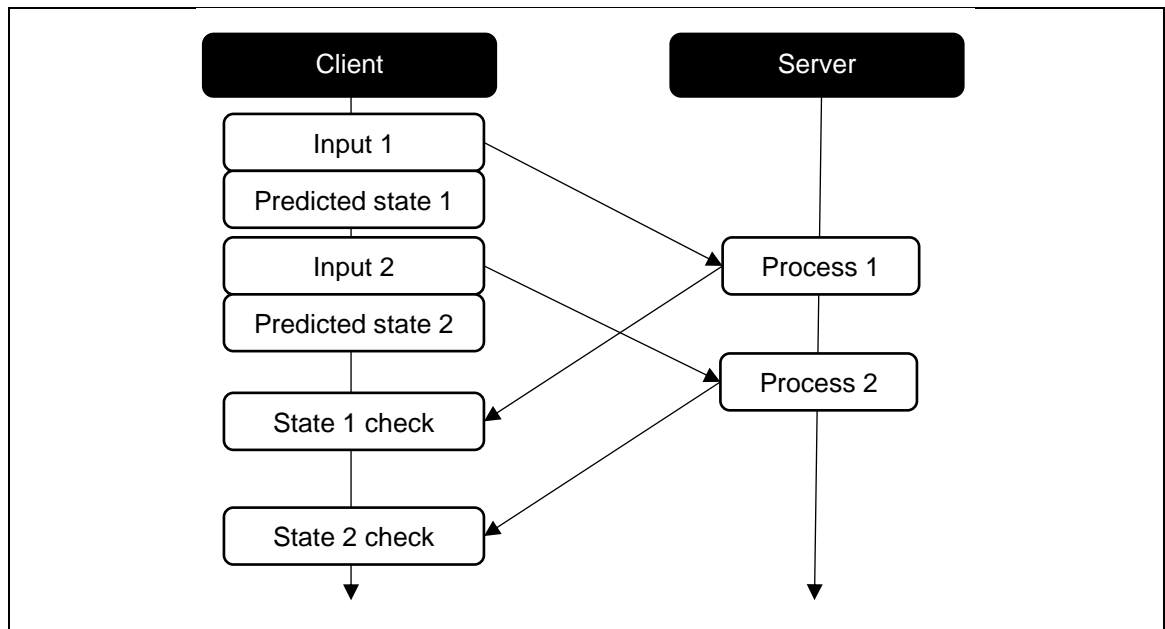 Client
Server
Input 1
Predicted state 1
Input 2
Process 1
Predicted state 2
Process 2
State 1 check
State 2 check